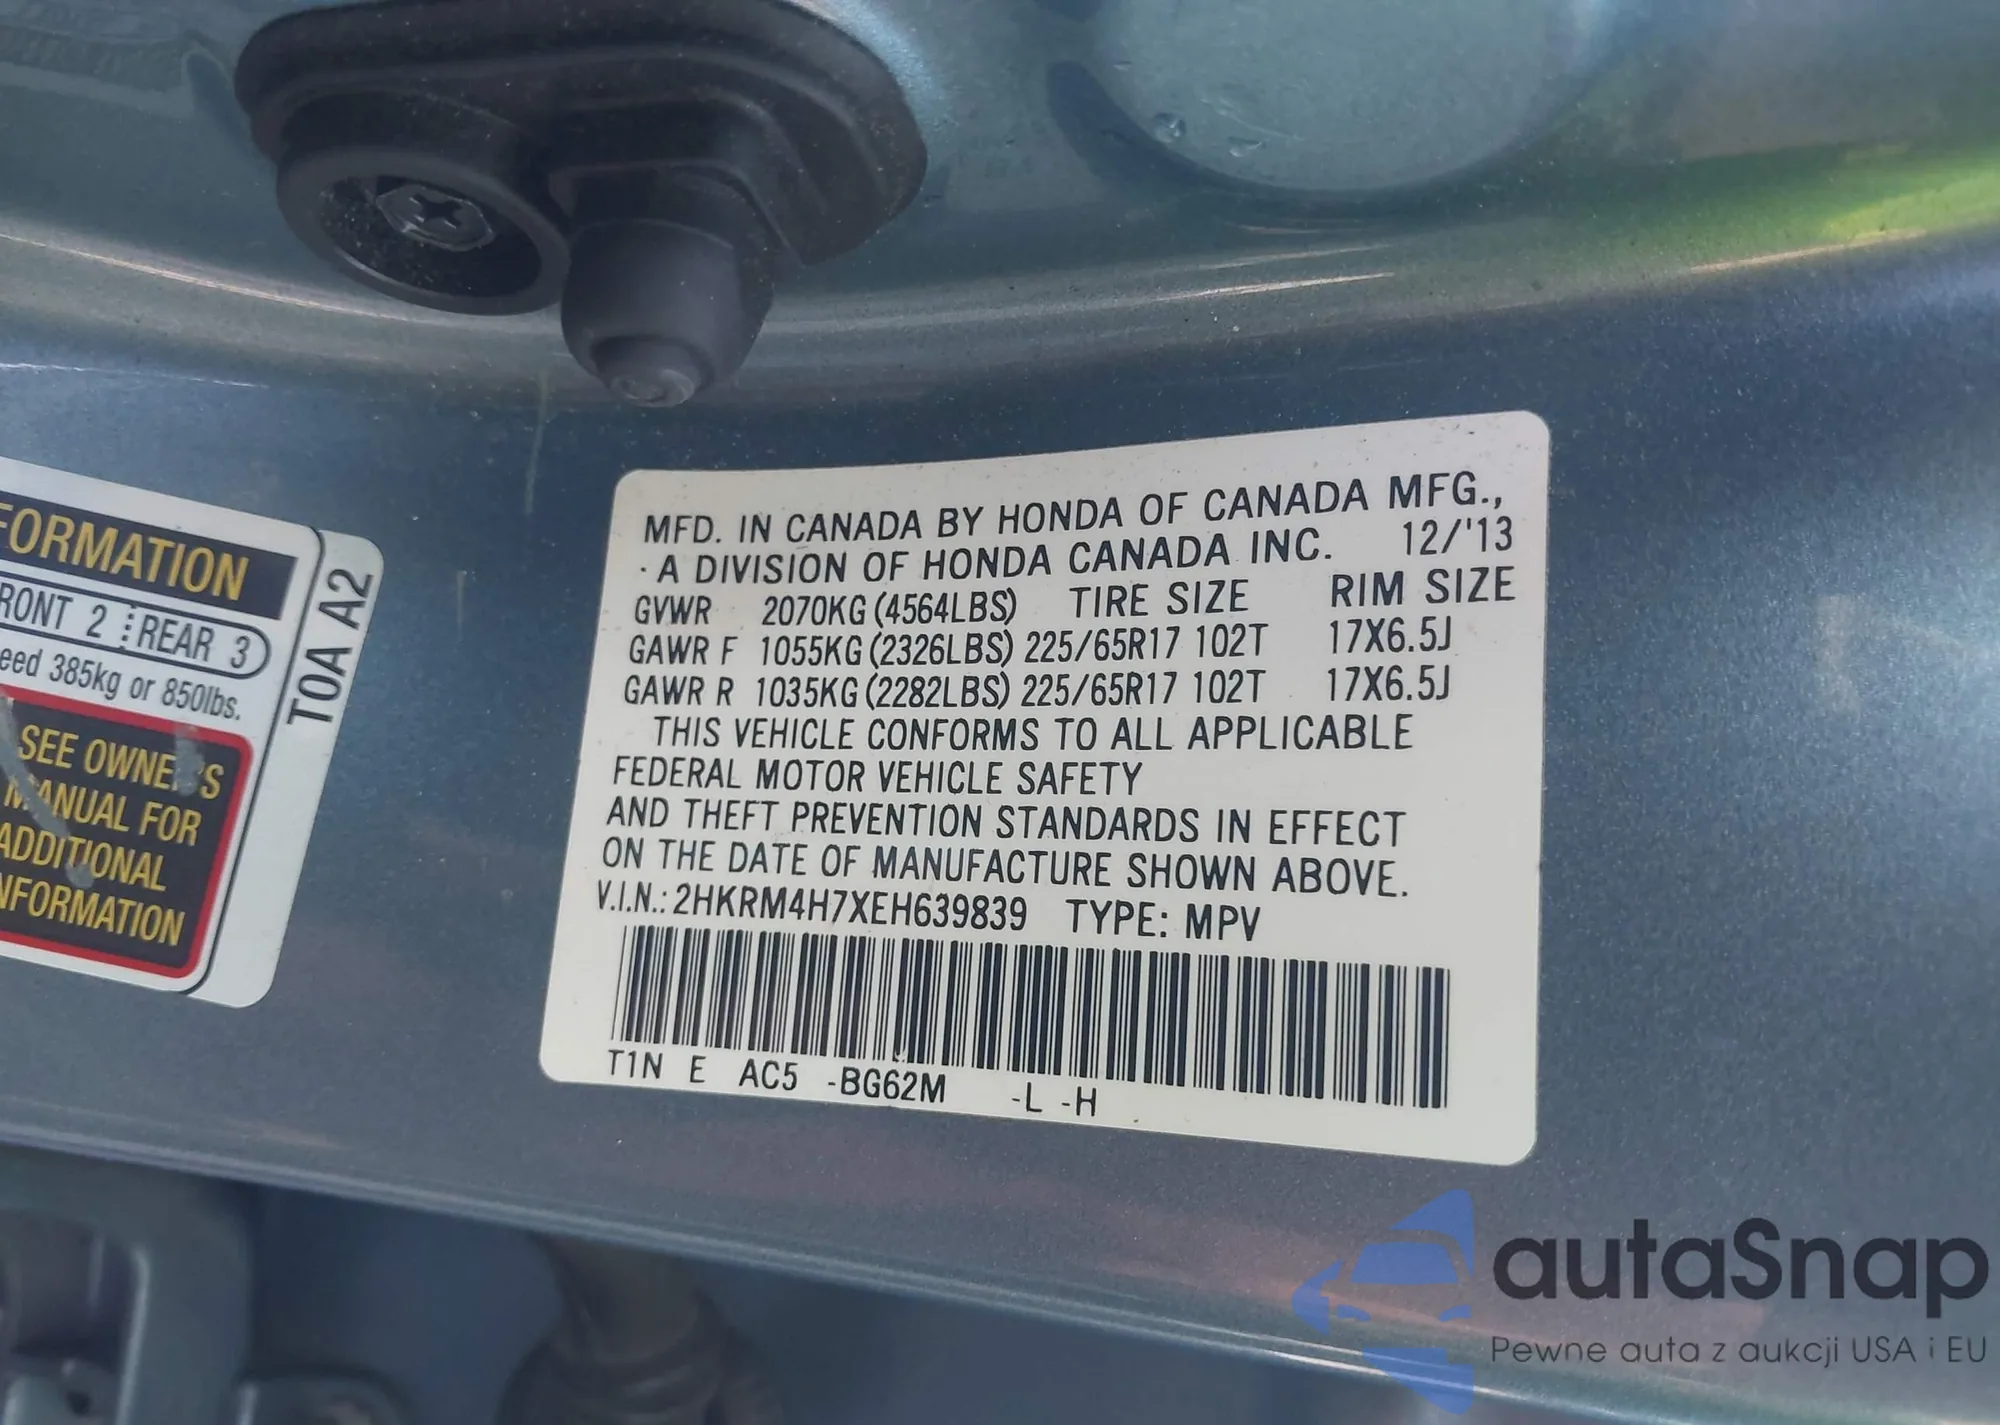 FORMATION
RONT 2 REAR 3
eed 385kg or 850lbs.
SEE OWNER'S
MANUAL FOR
ADDITIONAL
NFORMATION
T0A A2
MFD. IN CANADA BY HONDA OF CANADA MFG.,
A DIVISION OF HONDA CANADA INC. 12/'13
GVWR 2070KG (4564LBS) TIRE SIZE RIM SIZE
GAWR F 1055KG (2326LBS) 225/65R17 102T 17X6.5J
GAWR R 1035KG (2282LBS) 225/65R17 102T 17X6.5J
THIS VEHICLE CONFORMS TO ALL APPLICABLE
FEDERAL MOTOR VEHICLE SAFETY
AND THEFT PREVENTION STANDARDS IN EFFECT
ON THE DATE OF MANUFACTURE SHOWN ABOVE.
V.I.N.: 2HKRM4H7XEH639839 TYPE: MPV
T1N E AC5 -BG62M -L -H
autaSnap
Pewne auta z aukcji USA i EU